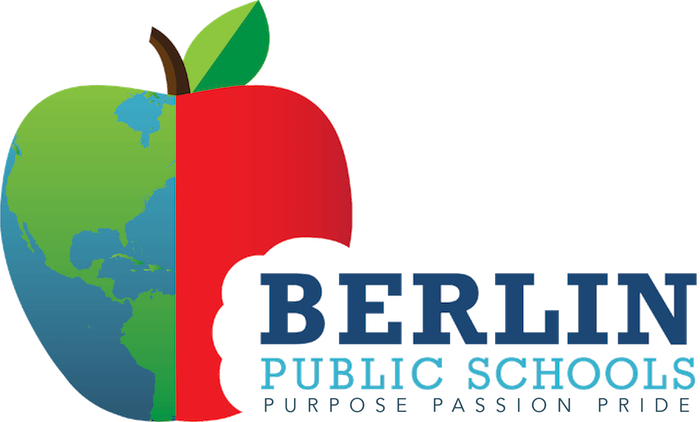 BERLIN
PUBLIC SCHOOLS
PURPOSE PASSION PRIDE